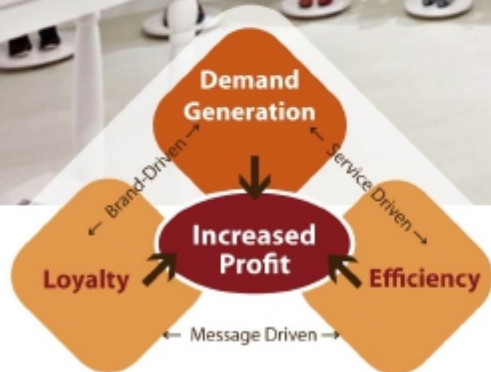 Demand
Generation
Brand-Driven
Service Driven
Increased
Profit
Loyalty
Efficiency
Message Driven